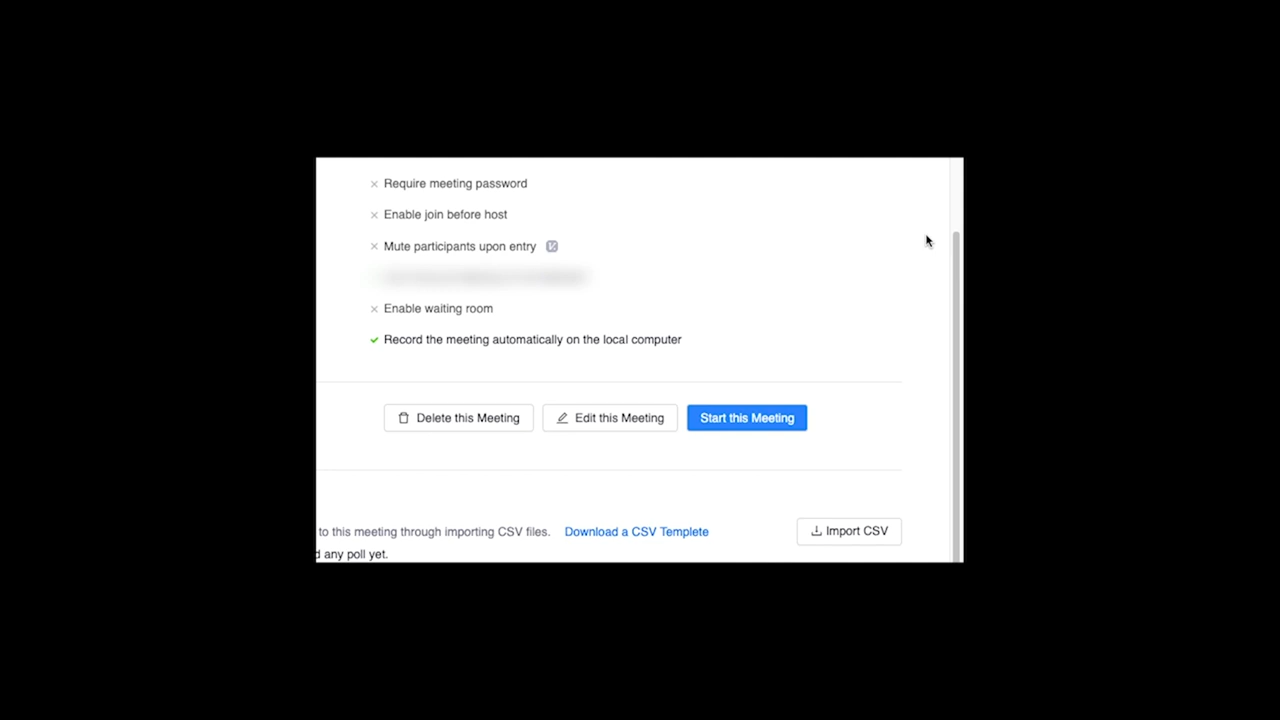 Require meeting password
Enable join before host
Mute participants upon entry
Enable waiting room
Record the meeting automatically on the local computer
Delete this Meeting
Edit this Meeting
Start this Meeting
to this meeting through importing CSV files.
Download a CSV Templete
Import CSV
any poll yet.